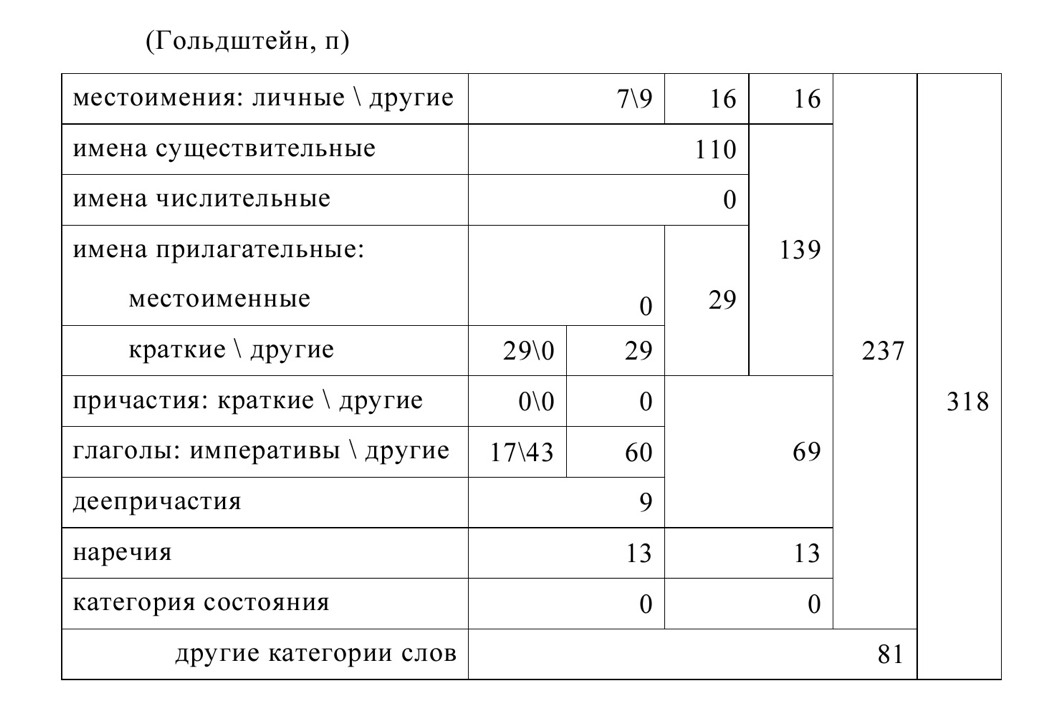 (Гольдштейн, п)
местоимения: личные \ другие 7\9 16 16
имена существительные 110
имена числительные 0
имена прилагательные: 139
местоименные 0 29
краткие \ другие 29\0 29 237
причастия: краткие \ другие 0\0 0 318
глаголы: императивы \ другие 17\43 60 69
деепричастия 9
наречия 13 13
категория состояния 0 0
другие категории слов 81